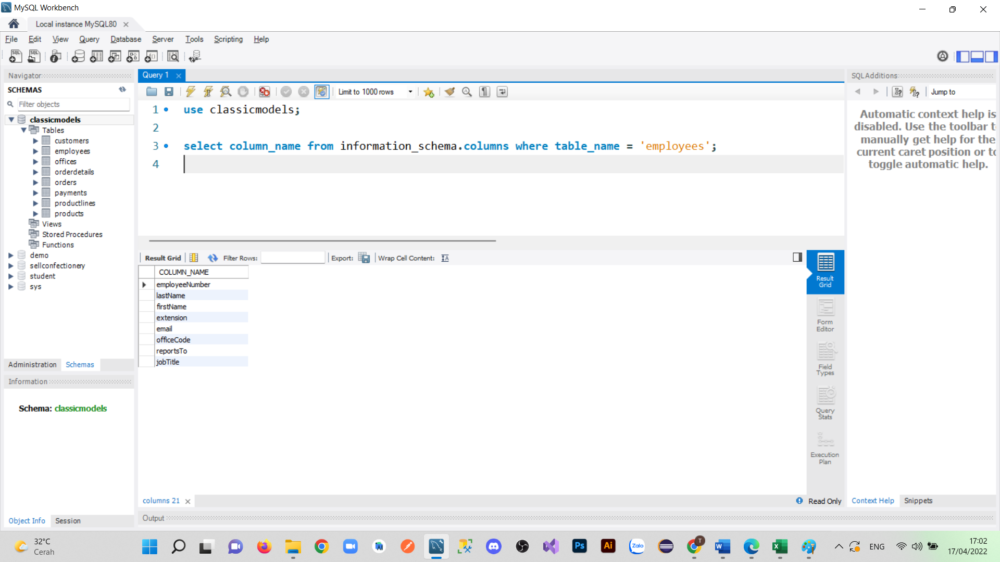 MySQL Workbench
Local instance MySQL80
File Edit View Query Database Server Tools Scripting Help
Navigator
SCHEMAS
Filter objects
classicmodels
Tables
customers
employees
offices
orderdetails
orders
payments
productlines
products
Views
Stored Procedures
Functions
demo
sellconfectionery
student
sys
Administration Schemas
Information
Schema: classicmodels
Object Info Session
Query 1
Limit to 1000 rows
1 use classicmodels;
2
3 select column_name from information_schema.columns where table_name = 'employees';
4
Result Grid Filter Rows: Export: Wrap Cell Content:
COLUMN_NAME
employeeNumber
lastName
firstName
extension
email
officeCode
reportsTo
jobTitle
Result
Grid
Form
Editor
Field
Types
Query
Stats
Execution
Plan
columns 21
Read Only
Output
SQLAdditions
Jump to
Automatic context help is
disabled. Use the toolbar t
manually get help for the
current caret position or to
toggle automatic help.
Context Help Snippets
32°C
Cerah
Ps
Ai
Zalo
T
ENG
17:02
17/04/2022